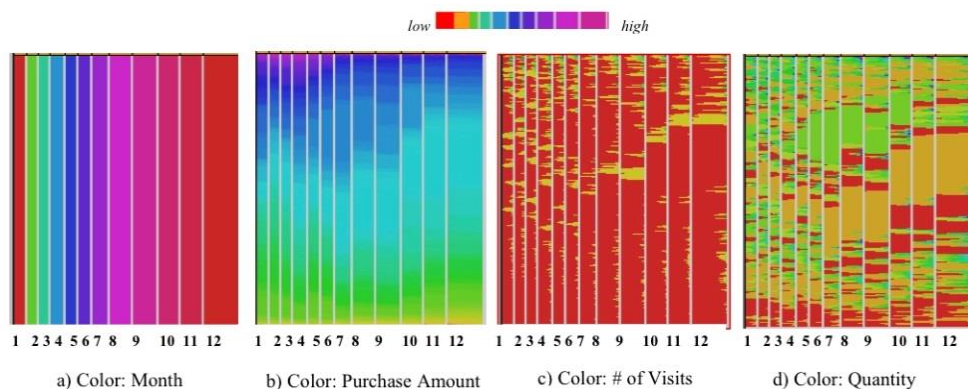 low high
1 2 3 4 5 6 7 8 9 10 11 12 1 2 3 4 5 6 7 8 9 10 11 12 1 2 3 4 5 6 7 8 9 10 11 12 1 2 3 4 5 6 7 8 9 10 11 12
a) Color: Month b) Color: Purchase Amount c) Color: # of Visits d) Color: Quantity